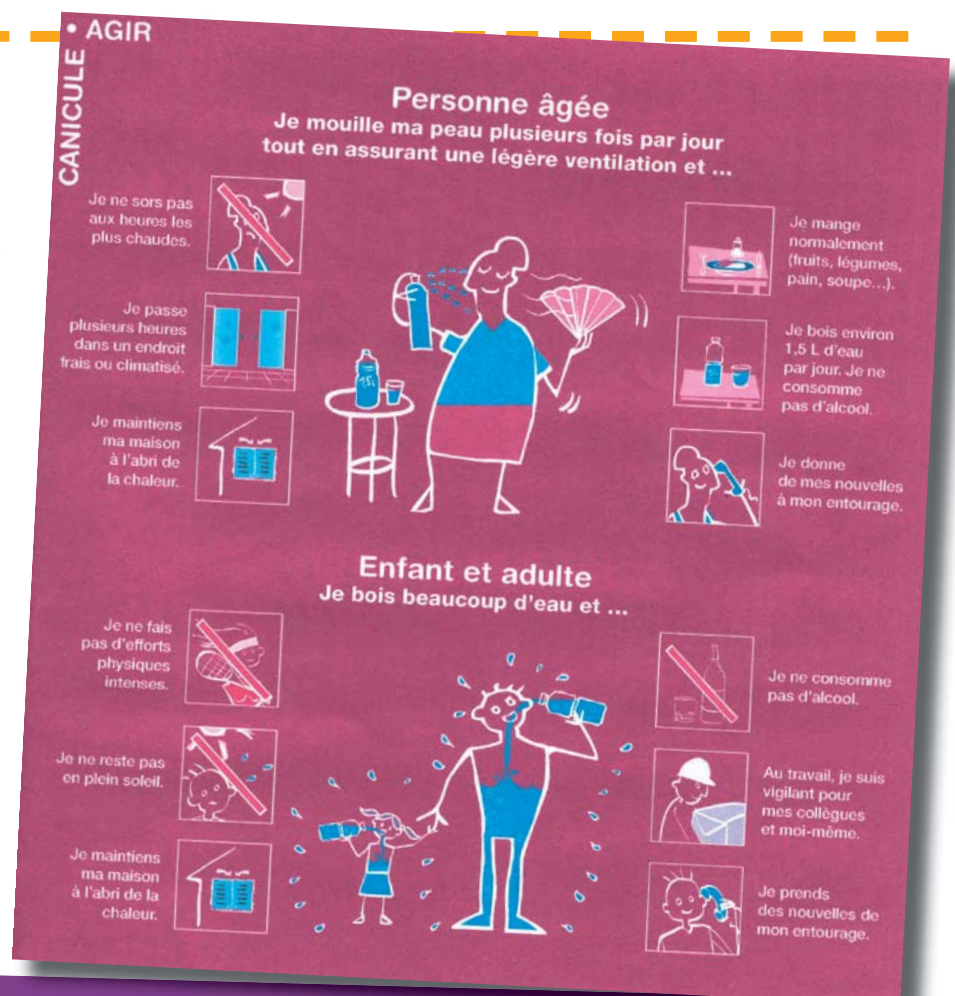 • AGIR
CANICULE
Personne âgée
Je mouille ma peau plusieurs fois par jour
tout en assurant une légère ventilation et ...
Je ne sors pas
aux heures les
plus chaudes.
Je passe
plusieurs heures
dans un endroit
frais ou climatisé.
Je maintiens
ma maison
à l'abri de
la chaleur.
15L
Je mange
normalement
(fruits, légumes,
pain, soupe...).
Je bois environ
1,5 L d'eau
par jour. Je ne
consomme
pas d'alcool.
Je donne
de mes nouvelles
à mon entourage.
Enfant et adulte
Je bois beaucoup d'eau et ...
Je ne fais
pas d'efforts
physiques
intenses.
Je ne reste pas
en plein soleil.
Je maintiens
ma maison
à l'abri de la
chaleur.
Je ne consomme
pas d'alcool.
Au travail, je suis
vigilant pour
mes collègues
et moi-même.
Je prends
des nouvelles de
mon entourage.